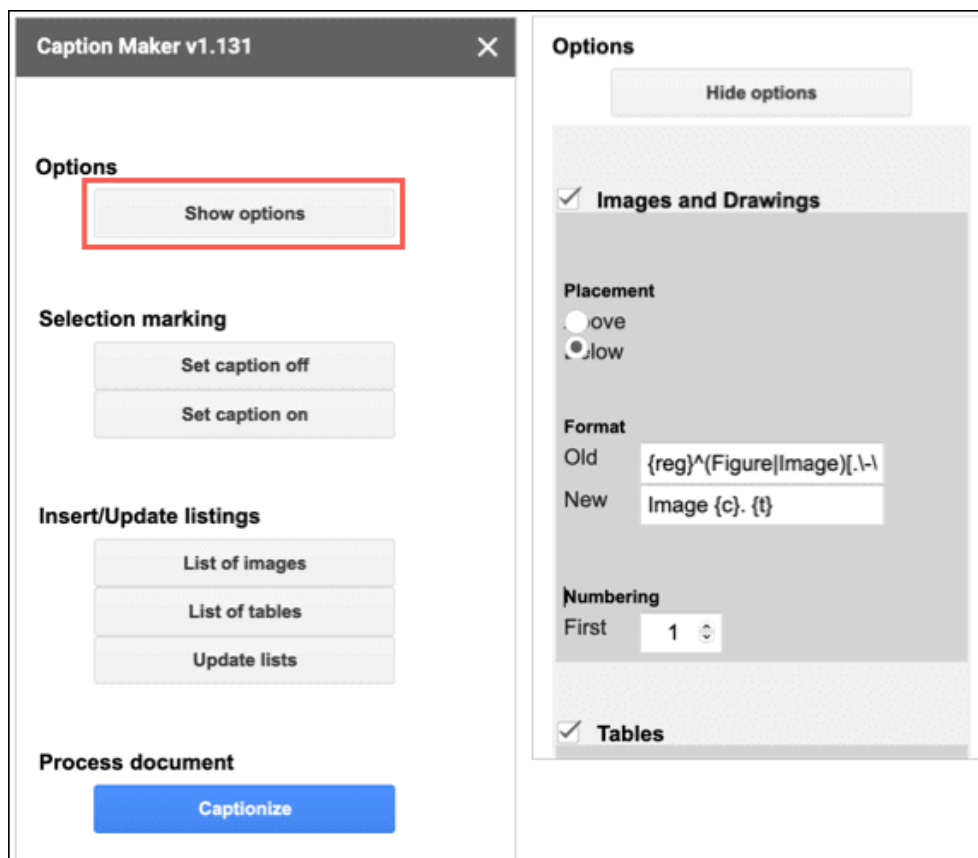 Caption Maker v1.131
Options
Show options
Selection marking
Set caption off
Set caption on
Insert/Update listings
List of images
List of tables
Update lists
Process document
Captionize
Options
Hide options
Images and Drawings
Placement
ove
low
Format
Old {reg}^(Figure|Image)[.\-\
New Image {c}. {t}
Numbering
First 1
Tables